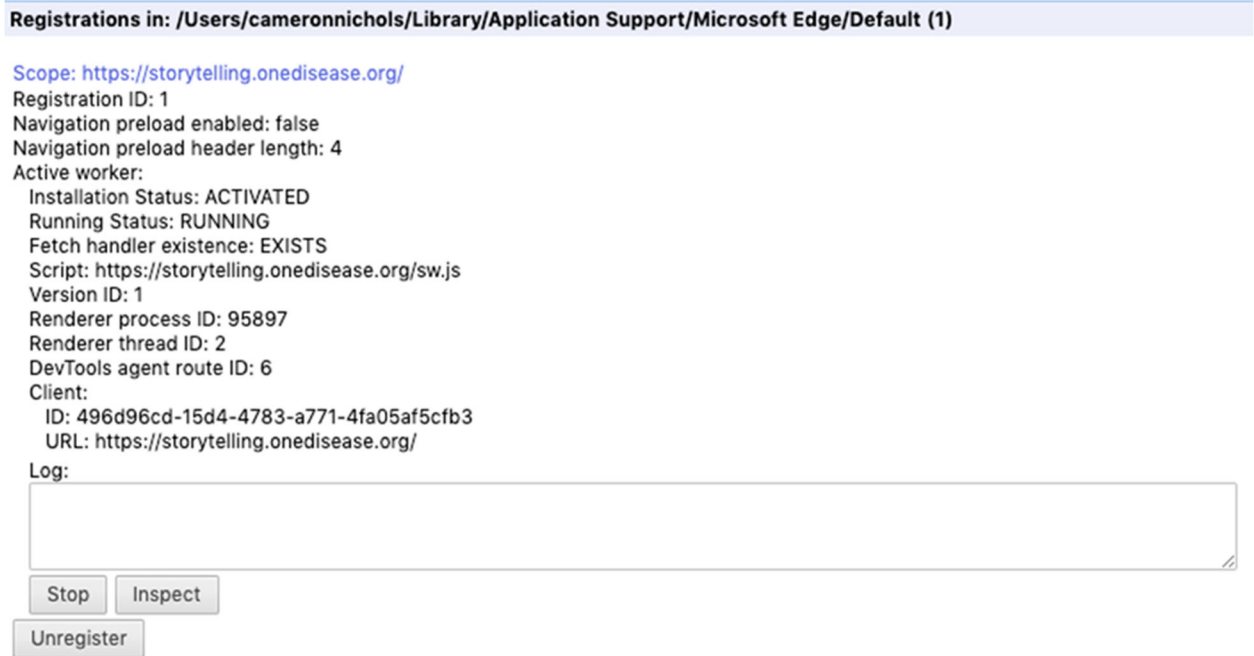 Registrations in: /Users/cameronnichols/Library/Application Support/Microsoft Edge/Default (1)
Scope: https://storytelling.onedisease.org/
Registration ID: 1
Navigation preload enabled: false
Navigation preload header length: 4
Active worker:
Installation Status: ACTIVATED
Running Status: RUNNING
Fetch handler existence: EXISTS
Script: https://storytelling.onedisease.org/sw.js
Version ID: 1
Renderer process ID: 95897
Renderer thread ID: 2
DevTools agent route ID: 6
Client:
ID: 496d96cd-15d4-4783-a771-4fa05af5cfb3
URL: https://storytelling.onedisease.org/
Log:
Stop Inspect
Unregister